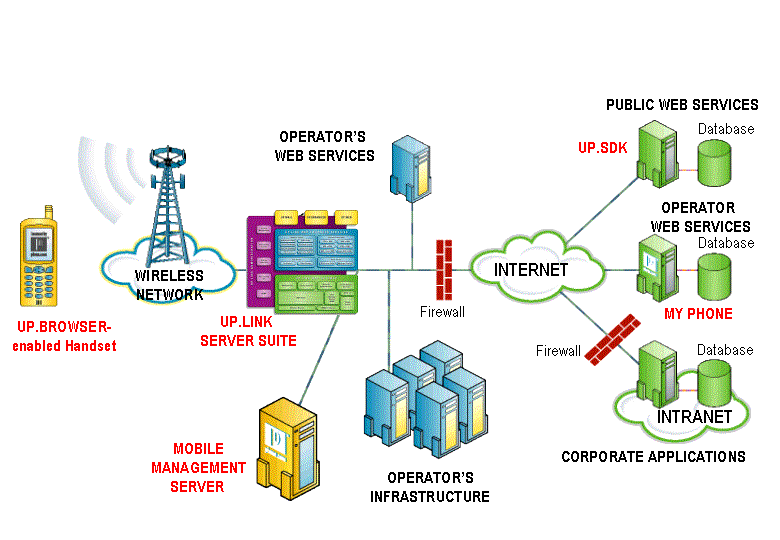 PUBLIC WEB SERVICES
Database
UP.SDK
OPERATOR'S
WEB SERVICES
OPERATOR
WEB SERVICES
Database
WIRELESS
NETWORK
INTERNET
Firewall
MY PHONE
UP.BROWSER-
enabled Handset
UP.LINK
SERVER SUITE
Firewall
Database
INTRANET
CORPORATE APPLICATIONS
MOBILE
MANAGEMENT
SERVER
OPERATOR'S
INFRASTRUCTURE